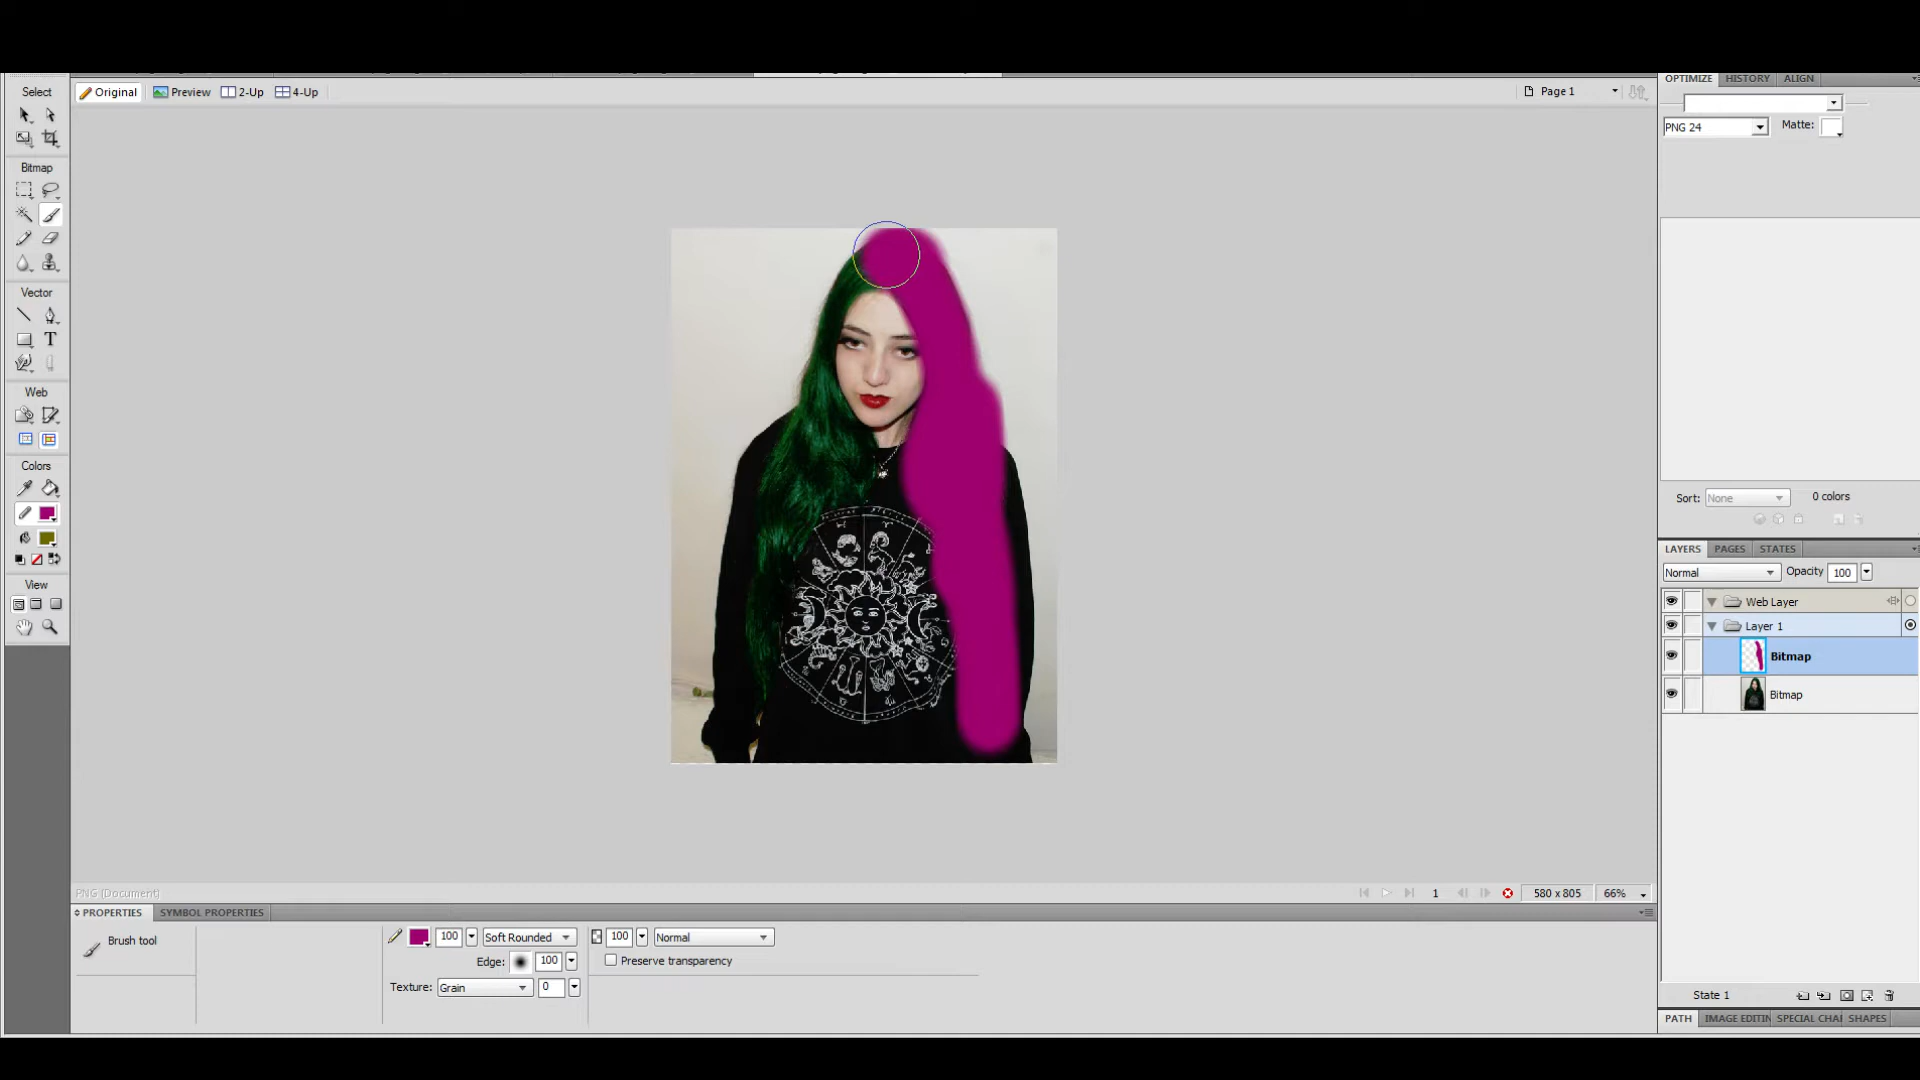 Select
Bitmap
Vector
T
Web
Colors
View
Original
Preview
2-Up
4-Up
Page 1
PNG (Document)
1
580 x 805
66%
PROPERTIES
SYMBOL PROPERTIES
Brush tool
100
Soft Rounded
Edge:
100
Texture:
Grain
0
100
Normal
Preserve transparency
OPTIMIZE
HISTORY
ALIGN
PNG 24
Matte:
Sort:
None
0 colors
LAYERS
PAGES
STATES
Normal
Opacity
100
Web Layer
Layer 1
Bitmap
Bitmap
State 1
PATH
IMAGE EDITIN
SPECIAL CHAI
SHAPES